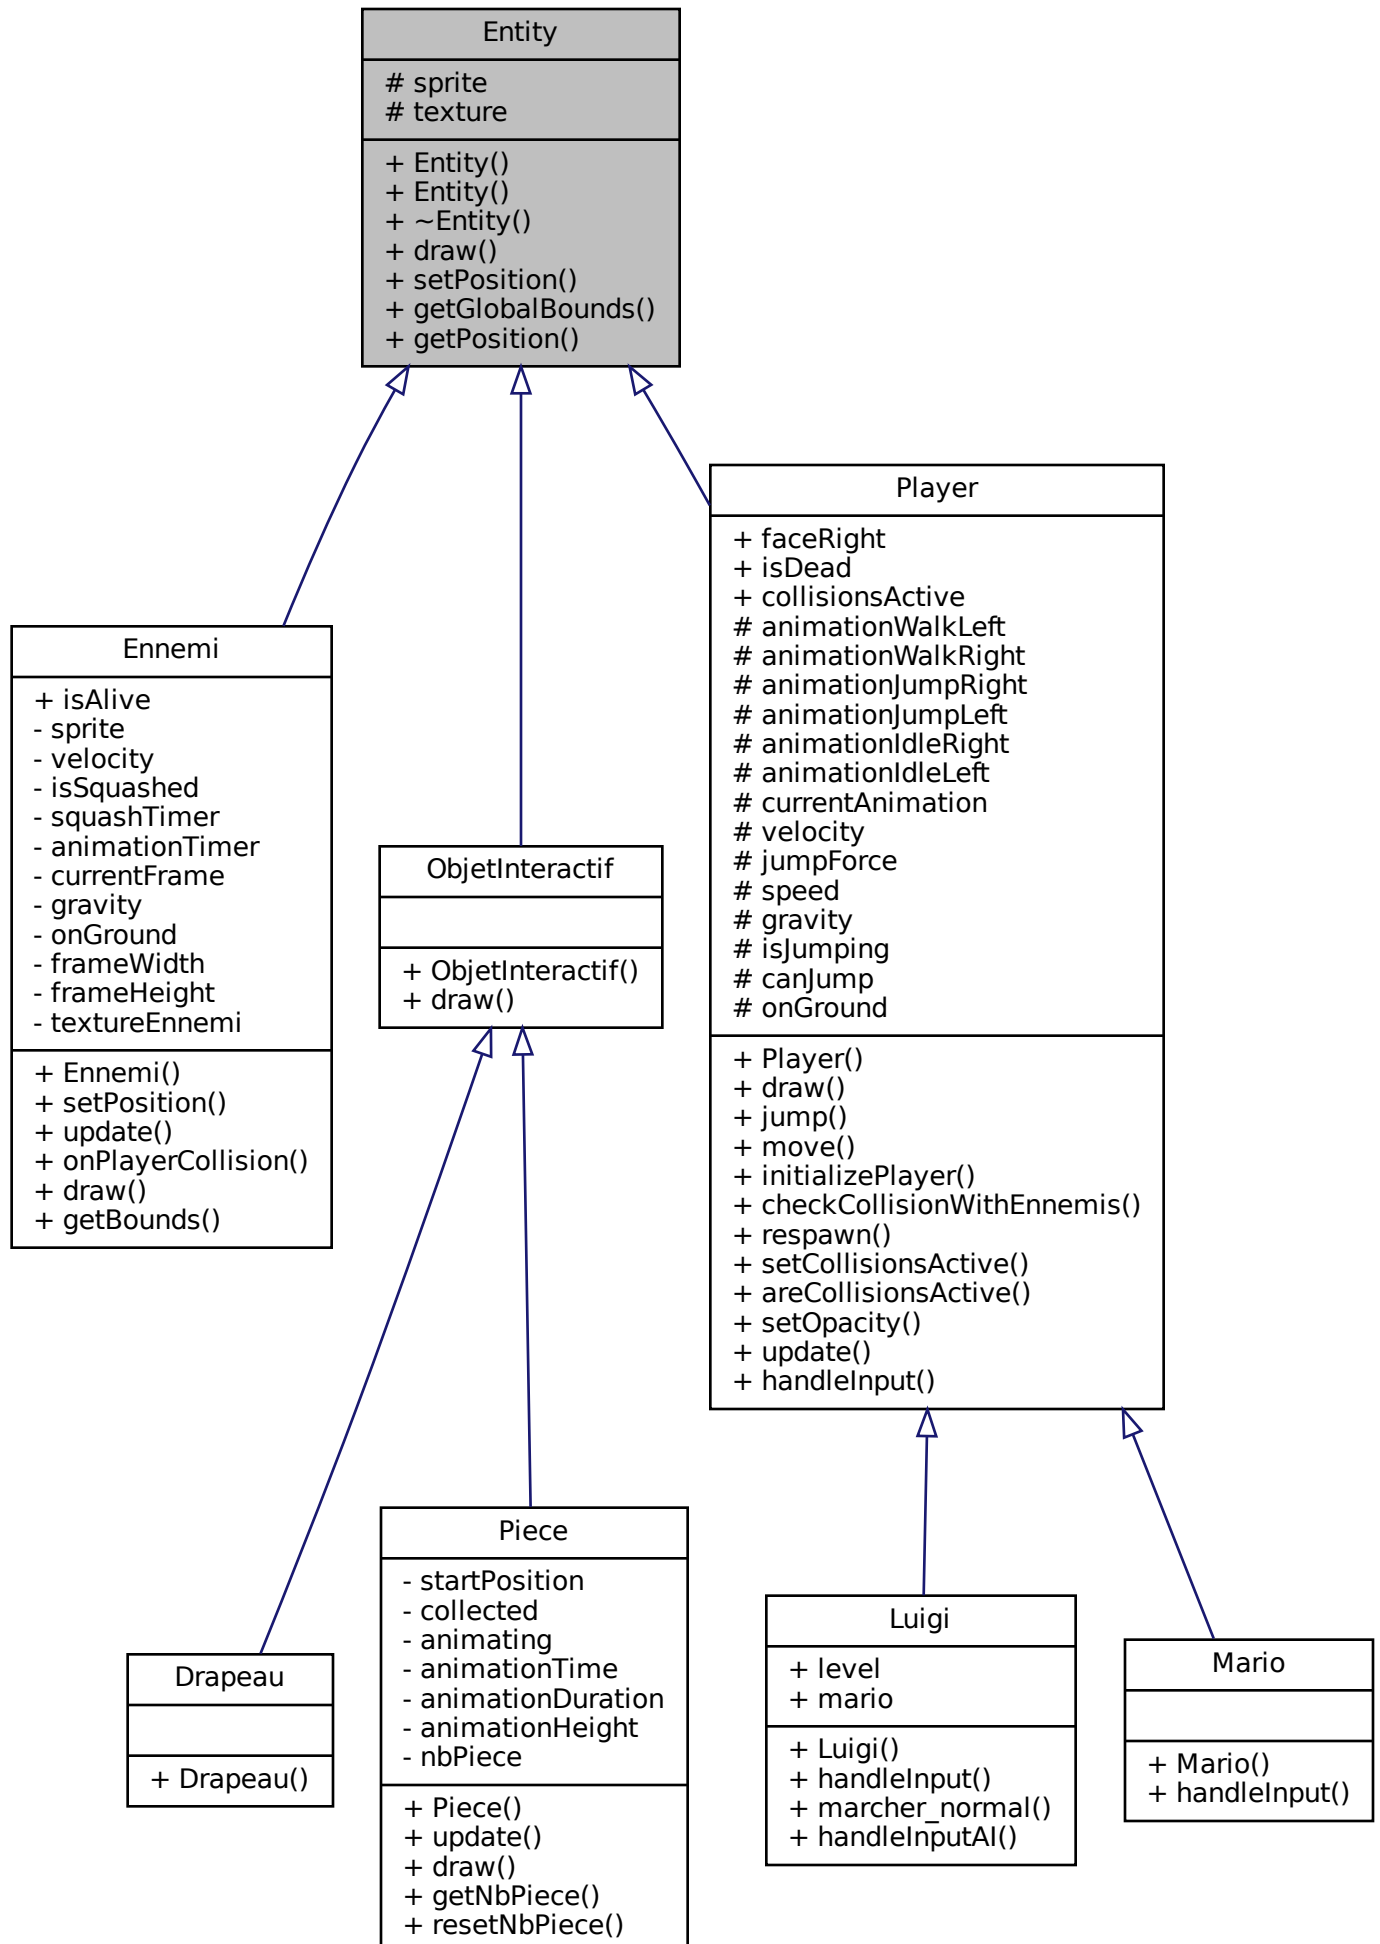 Entity
# sprite
# texture
+ Entity()
+ Entity()
+ ~Entity()
+ draw()
+ setPosition()
+ getGlobalBounds()
+ getPosition()
Player
+ faceRight
+ isDead
+ collisionsActive
# animationWalkLeft
# animationWalkRight
# animationJumpRight
# animationJumpLeft
# animationIdleRight
# animationIdleLeft
# currentAnimation
# velocity
# jumpForce
# speed
# gravity
# isJumping
# canJump
# onGround
+ Player()
+ draw()
+ jump()
+ move()
+ initializePlayer()
+ checkCollisionWithEnnemis()
+ respawn()
+ setCollisionsActive()
+ areCollisionsActive()
+ setOpacity()
+ update()
+ handleInput()
Ennemi
+ isAlive
- sprite
- velocity
- isSquashed
- squashTimer
- animationTimer
- currentFrame
- gravity
- onGround
- frameWidth
- frameHeight
- textureEnnemi
+ Ennemi()
+ setPosition()
+ update()
+ onPlayerCollision()
+ draw()
+ getBounds()
ObjetInteractif
+ ObjetInteractif()
+ draw()
Drapeau
+ Drapeau()
Piece
- startPosition
- collected
- animating
- animationTime
- animationDuration
- animationHeight
- nbPiece
+ Piece()
+ update()
+ draw()
+ getNbPiece()
+ resetNbPiece()
Luigi
+ level
+ mario
+ Luigi()
+ handleInput()
+ marcher_normal()
+ handleInputAI()
Mario
+ Mario()
+ handleInput()